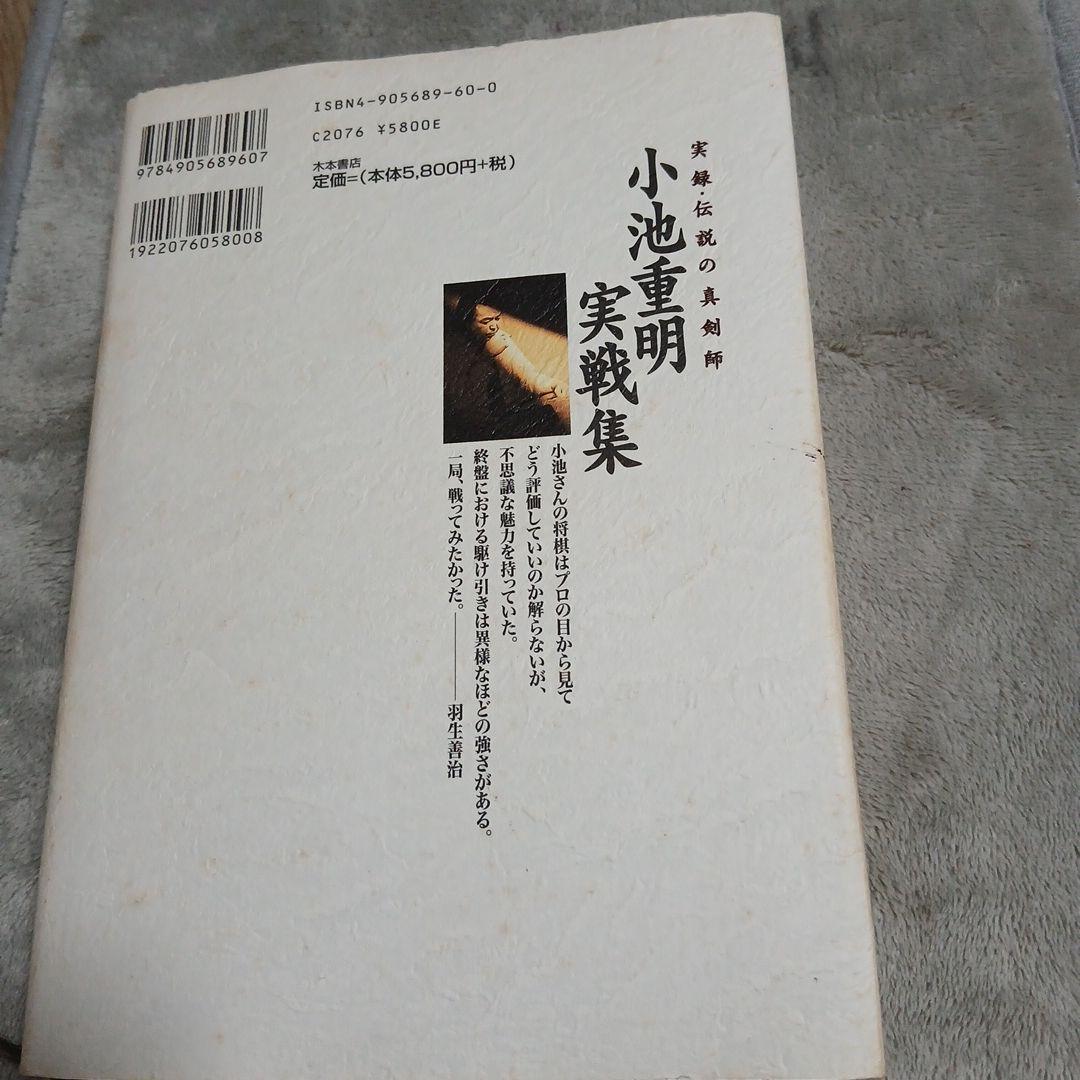 ISBN4-905689-60-0
C2076 ¥5800E
木本書店
定価=(本体5,800円+税)
9784905689607
1922076058008
実録・伝説の真剣師
小池重明
実戦集
小池さんの将棋はプロの目から見て
どう評価していいのか解らないが、
不思議な魅力を持っていた。
終盤における駆け引きは異様なほどの強さがある。
一局、戦ってみたかった。――羽生善治